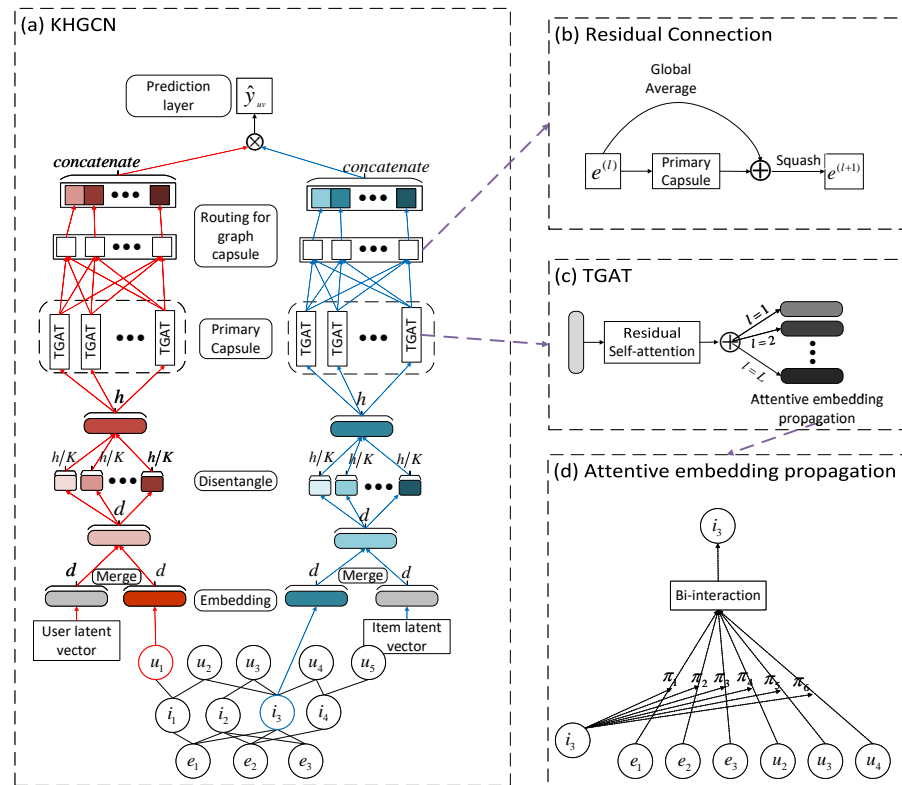 (a) KHGCN
Prediction
layer
ŷ_uv
concatenate
concatenate
Routing for
graph
capsule
TGAT
TGAT
TGAT
Primary
Capsule
TGAT
TGAT
TGAT
h
h
h/K
h/K
h/K
Disentangle
h/K
h/K
h/K
d
d
d
Merge
d
d
Merge
d
Embedding
User latent
vector
Item latent
vector
u_1
u_2
u_3
u_4
u_5
i_1
i_2
i_3
i_4
e_1
e_2
e_3
(b) Residual Connection
Global
Average
e^(l)
Primary
Capsule
Squash
e^(l+1)
(c) TGAT
Residual
Self-attention
l=1
l=2
l=L
Attentive embedding
propagation
(d) Attentive embedding propagation
i_3
Bi-interaction
π_1
π_2
π_3
π_4
π_5
π_6
i_3
e_1
e_2
e_3
u_2
u_3
u_4